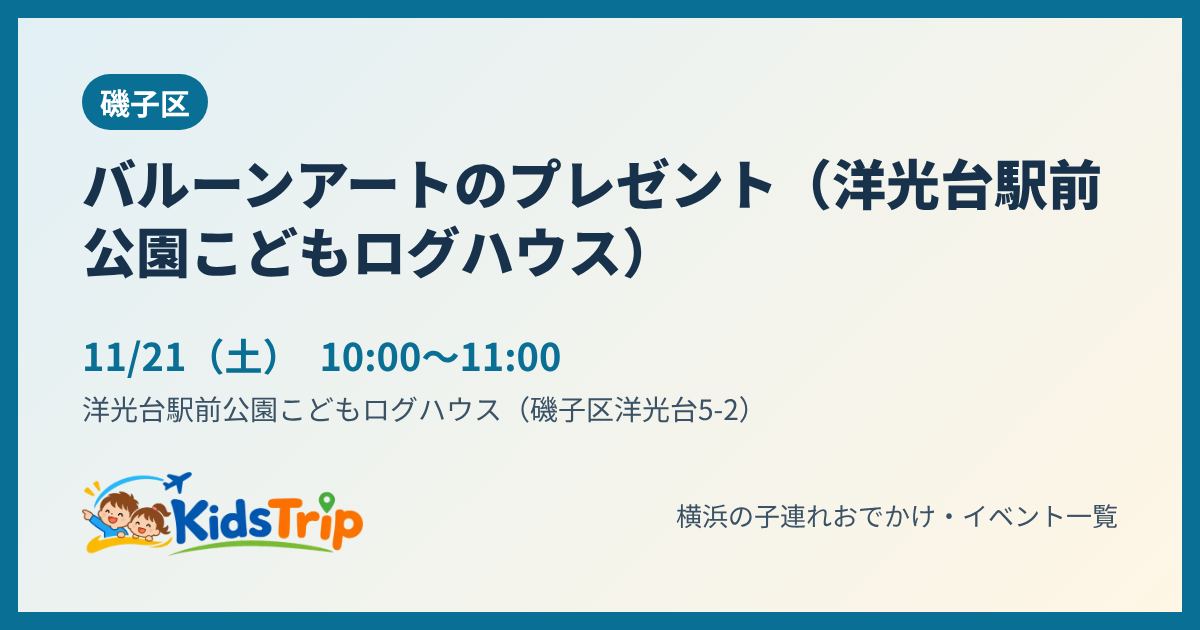 磯子区
バルーンアートのプレゼント（洋光台駅前
公園こどもログハウス）
11/21（土） 10:00〜11:00
洋光台駅前公園こどもログハウス（磯子区洋光台5-2）
KidsTrip
横浜の子連れおでかけ・イベント一覧